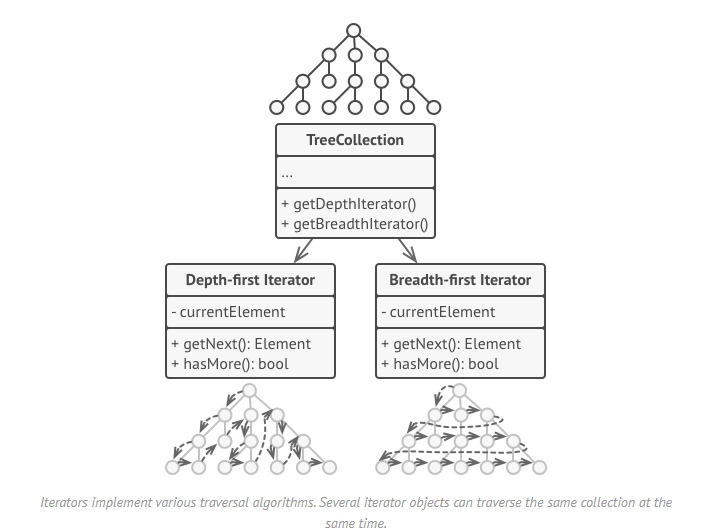 TreeCollection
...
+ getDepthIterator()
+ getBreadthIterator()
Depth-first Iterator
- currentElement
+ getNext(): Element
+ hasMore(): bool
Breadth-first Iterator
- currentElement
+ getNext(): Element
+ hasMore(): bool
Iterators implement various traversal algorithms. Several iterator objects can traverse the same collection at the
same time.